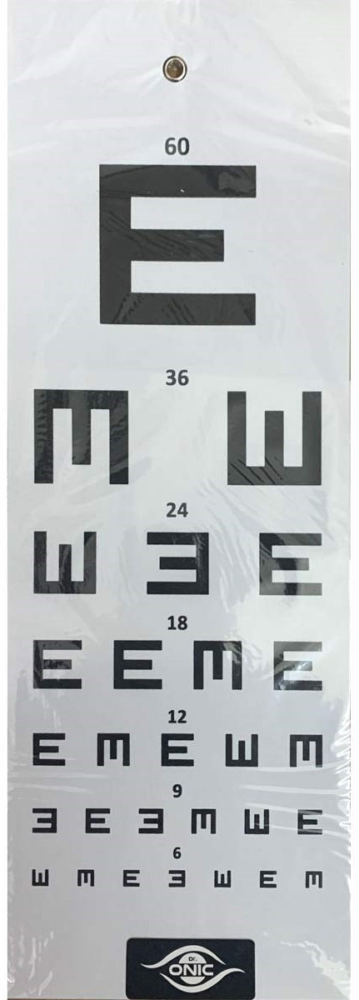 60
E
36
M W
24
W Ǝ E
18
E E M E
12
E M E W M
9
Ǝ E Ǝ M W E
6
W M E Ǝ W E M
Dr.
ONIC